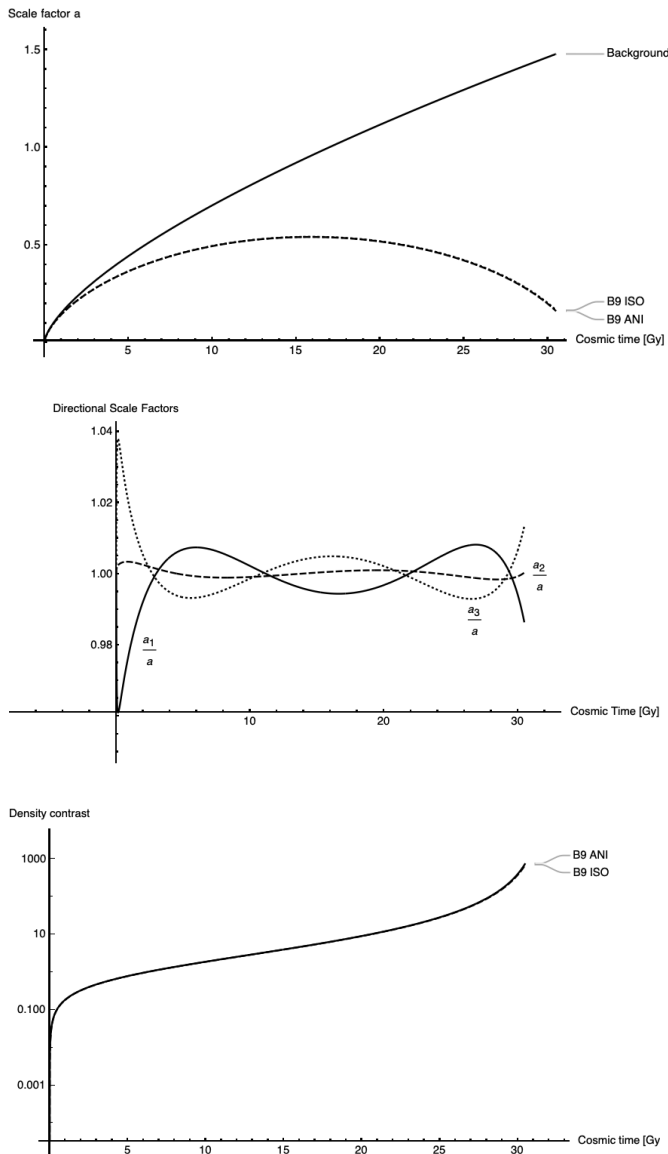 Scale factor a
1.5
Background
1.0
0.5
B9 ISO
B9 ANI
Cosmic time [Gy]
5 10 15 20 25 30
Directional Scale Factors
1.04
1.02
1.00
a2
a
a3
a
0.98
a1
a
Cosmic Time [Gy]
10 20 30
Density contrast
1000
B9 ANI
B9 ISO
10
0.100
0.001
Cosmic time [Gy
5 10 15 20 25 30